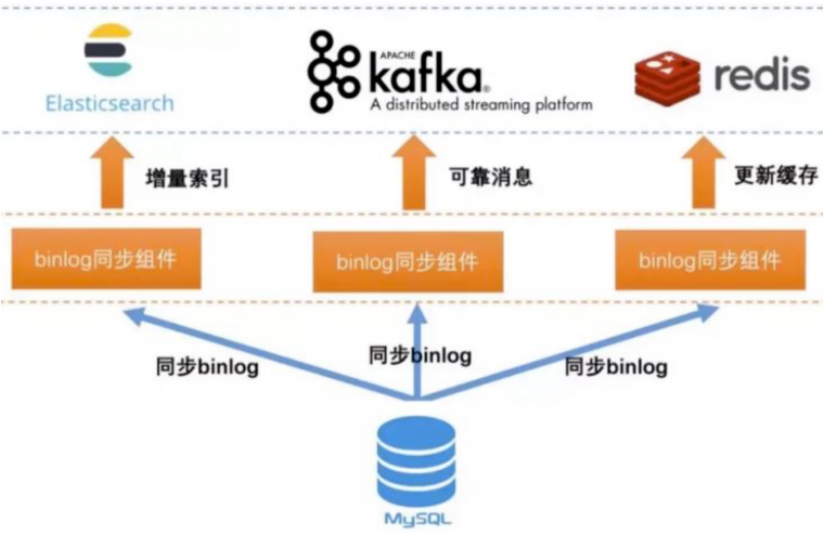 Elasticsearch
APACHE
kafka®
A distributed streaming platform
redis
增量索引
可靠消息
更新缓存
binlog同步组件
binlog同步组件
binlog同步组件
同步binlog
同步binlog
同步binlog
MySQL